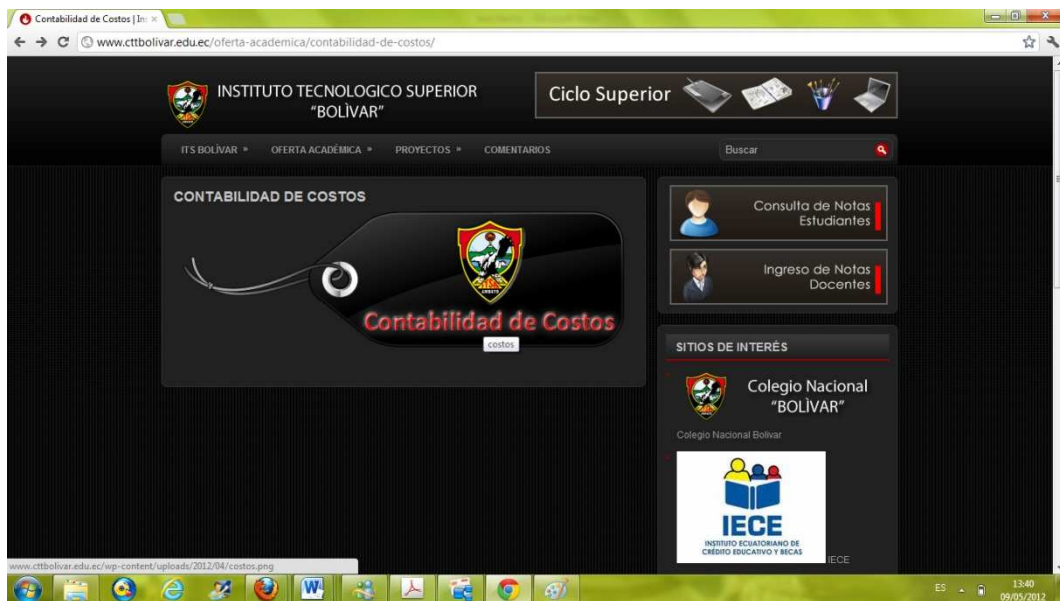 Contabilidad de Costos | In
www.cttbolivar.edu.ec/oferta-academica/contabilidad-de-costos/
INSTITUTO TECNOLOGICO SUPERIOR
"BOLÌVAR"
Ciclo Superior
ITS BOLÍVAR »
OFERTA ACADÉMICA »
PROYECTOS »
COMENTARIOS
Buscar
CONTABILIDAD DE COSTOS
Contabilidad de Costos
costos
Consulta de Notas
Estudiantes
Ingreso de Notas
Docentes
SITIOS DE INTERÉS
Colegio Nacional
"BOLÌVAR"
Colegio Nacional Bolivar
IECE
INSTITUTO ECUATORIANO DE
CRÉDITO EDUCATIVO Y BECAS
IECE
www.cttbolivar.edu.ec/wp-content/uploads/2012/04/costos.png
ES
13:40
09/05/2012